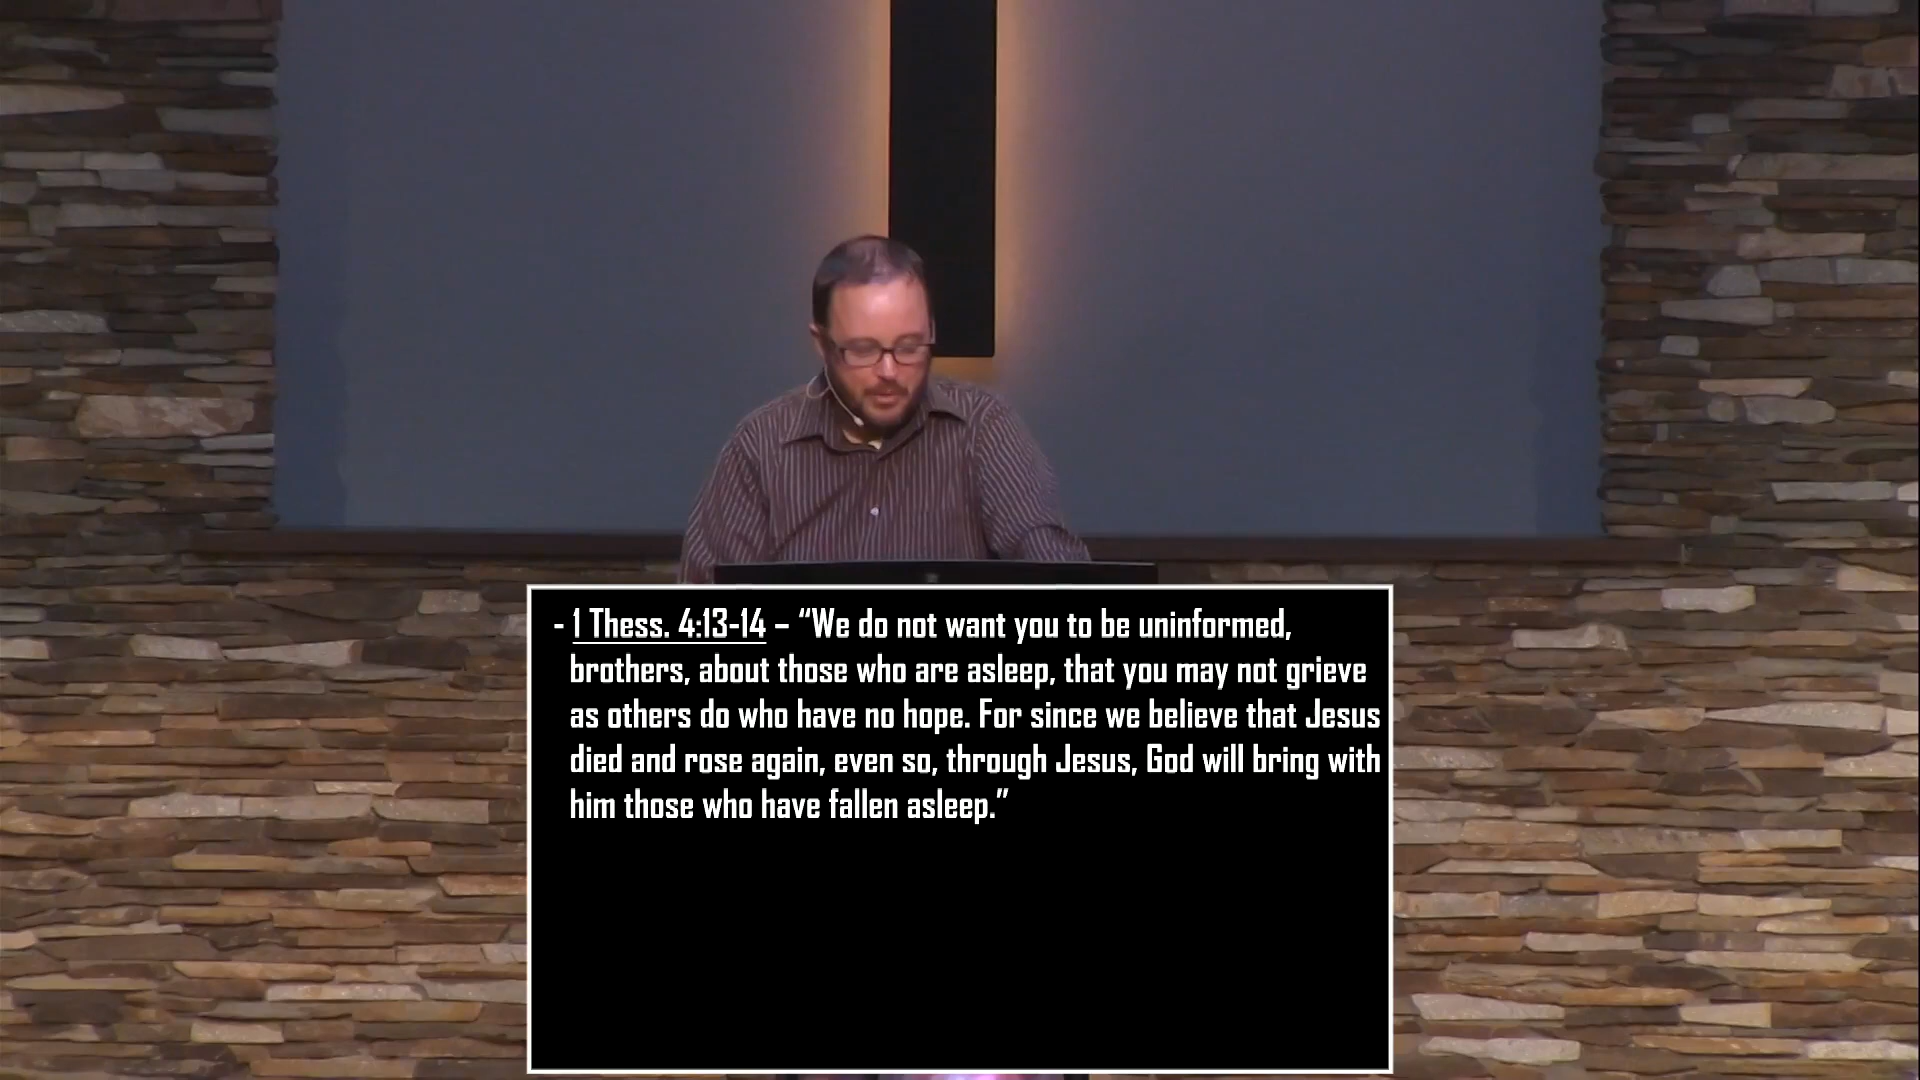 - 1 Thess. 4:13-14 – “We do not want you to be uninformed,
brothers, about those who are asleep, that you may not grieve
as others do who have no hope. For since we believe that Jesus
died and rose again, even so, through Jesus, God will bring with
him those who have fallen asleep.”